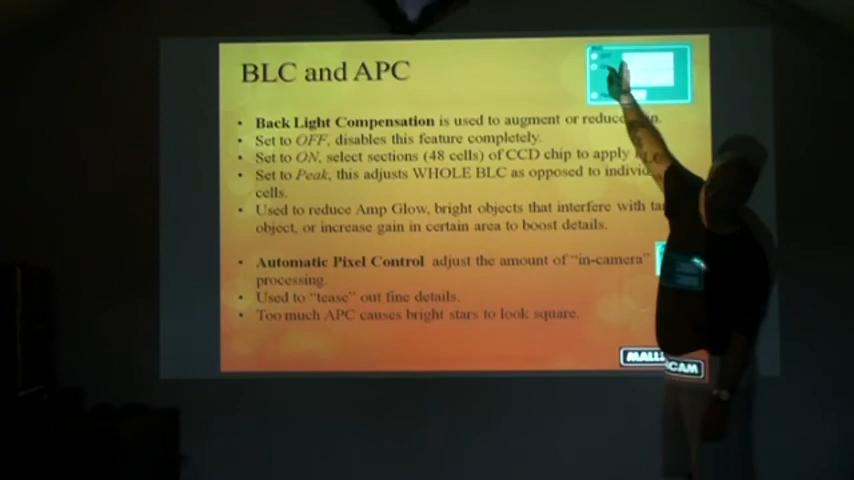 BLC and APC
• Back Light Compensation is used to augment or reduce
• Set to OFF, disables this feature completely.
• Set to ON, select sections (48 cells) of CCD chip to apply BLC
• Set to Peak, this adjusts WHOLE BLC as opposed to individ
cells.
• Used to reduce Amp Glow, bright objects that interfere with ta
object, or increase gain in certain area to boost details.
• Automatic Pixel Control adjust the amount of “in-camera”
processing.
• Used to “tease” out fine details.
• Too much APC causes bright stars to look square.
MALLINCAM